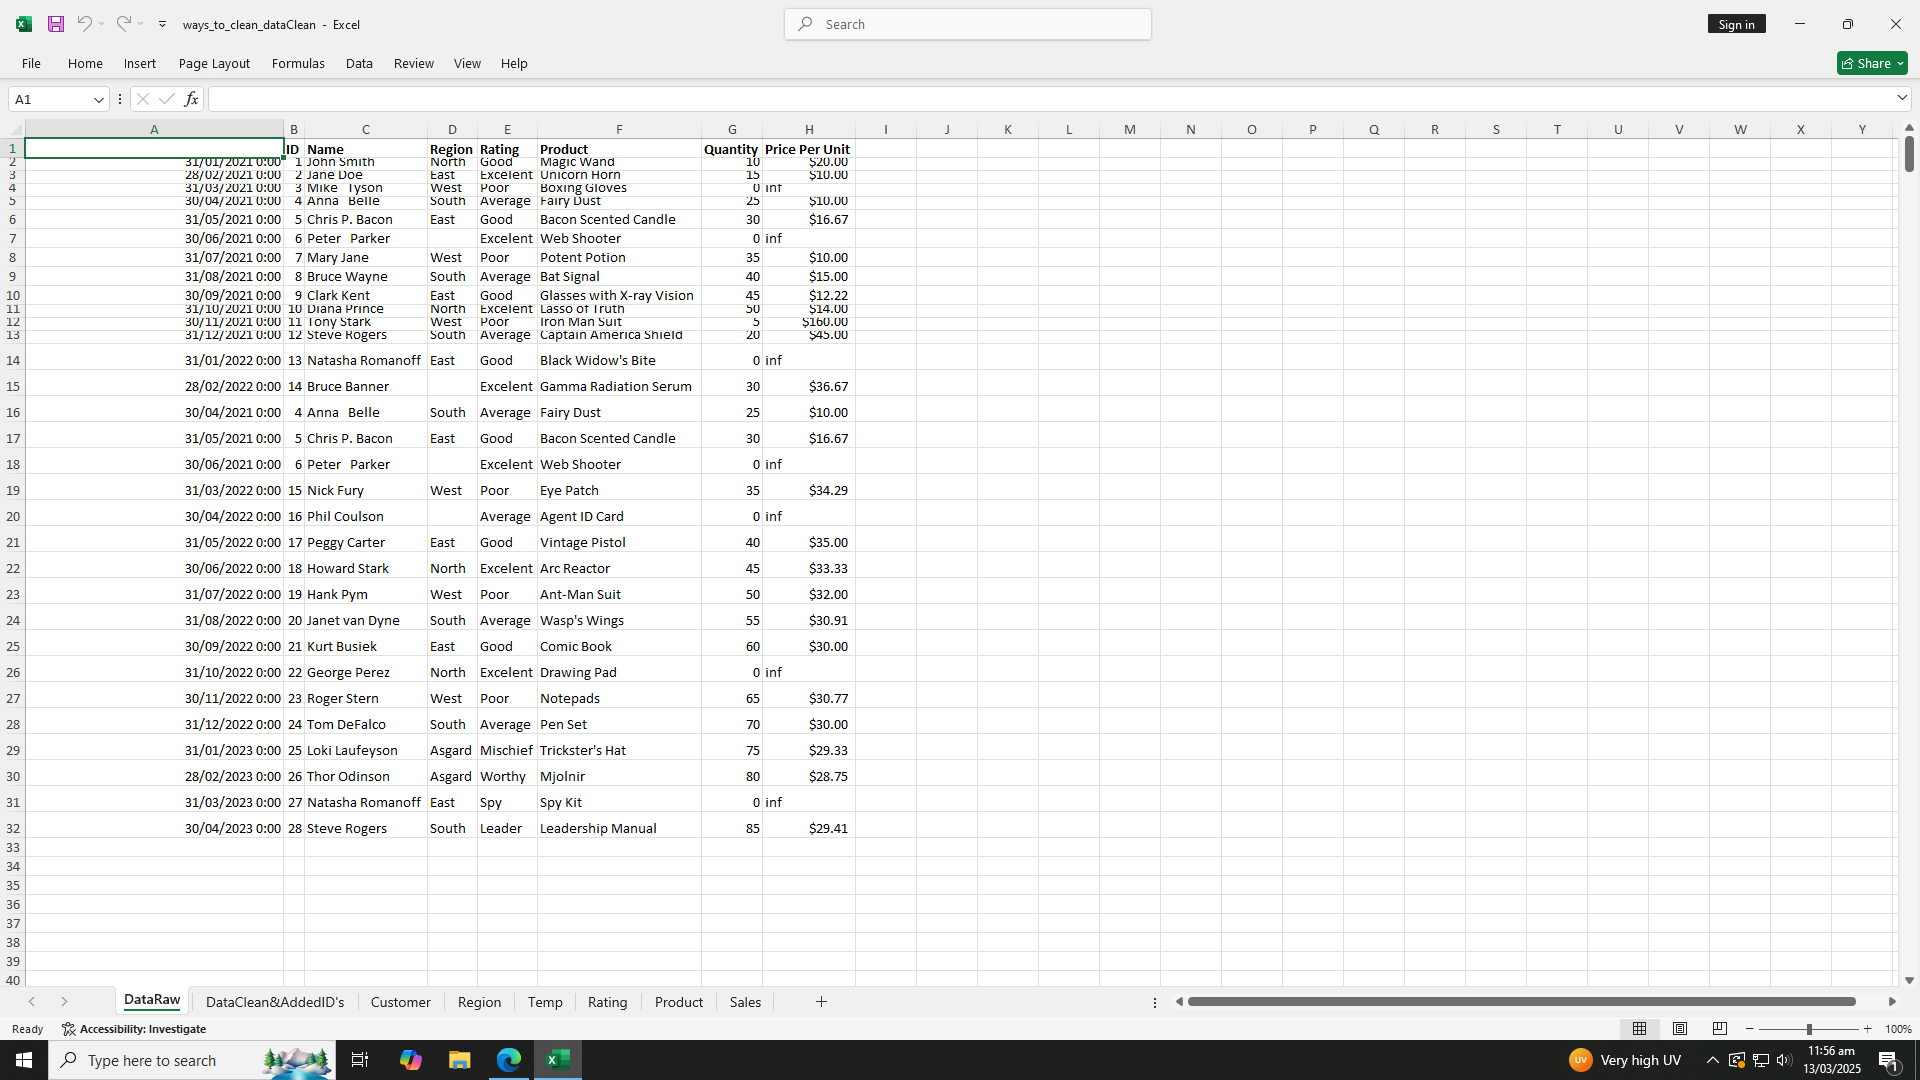 ways_to_clean_dataClean - Excel
Search
Sign in
File Home Insert Page Layout Formulas Data Review View Help
Share
A1 fx
A B C D E F G H I J K L M N O P Q R S T U V W X Y
1 ID Name Region Rating Product Quantity Price Per Unit
2 31/01/2021 0:00 1 John Smith North Good Magic Wand 10 $20.00
3 28/02/2021 0:00 2 Jane Doe East Excelent Unicorn Horn 15 $10.00
4 31/03/2021 0:00 3 Mike   Tyson West Poor Boxing Gloves 0 inf
5 30/04/2021 0:00 4 Anna   Belle South Average Fairy Dust 25 $10.00
6 31/05/2021 0:00 5 Chris P. Bacon East Good Bacon Scented Candle 30 $16.67
7 30/06/2021 0:00 6 Peter   Parker Excelent Web Shooter 0 inf
8 31/07/2021 0:00 7 Mary Jane West Poor Potent Potion 35 $10.00
9 31/08/2021 0:00 8 Bruce Wayne South Average Bat Signal 40 $15.00
10 30/09/2021 0:00 9 Clark Kent East Good Glasses with X-ray Vision 45 $12.22
11 31/10/2021 0:00 10 Diana Prince North Excelent Lasso of Truth 50 $14.00
12 30/11/2021 0:00 11 Tony Stark West Poor Iron Man Suit 5 $160.00
13 31/12/2021 0:00 12 Steve Rogers South Average Captain America Shield 20 $45.00
14 31/01/2022 0:00 13 Natasha Romanoff East Good Black Widow's Bite 0 inf
15 28/02/2022 0:00 14 Bruce Banner Excelent Gamma Radiation Serum 30 $36.67
16 30/04/2021 0:00 4 Anna   Belle South Average Fairy Dust 25 $10.00
17 31/05/2021 0:00 5 Chris P. Bacon East Good Bacon Scented Candle 30 $16.67
18 30/06/2021 0:00 6 Peter   Parker Excelent Web Shooter 0 inf
19 31/03/2022 0:00 15 Nick Fury West Poor Eye Patch 35 $34.29
20 30/04/2022 0:00 16 Phil Coulson Average Agent ID Card 0 inf
21 31/05/2022 0:00 17 Peggy Carter East Good Vintage Pistol 40 $35.00
22 30/06/2022 0:00 18 Howard Stark North Excelent Arc Reactor 45 $33.33
23 31/07/2022 0:00 19 Hank Pym West Poor Ant-Man Suit 50 $32.00
24 31/08/2022 0:00 20 Janet van Dyne South Average Wasp's Wings 55 $30.91
25 30/09/2022 0:00 21 Kurt Busiek East Good Comic Book 60 $30.00
26 31/10/2022 0:00 22 George Perez North Excelent Drawing Pad 0 inf
27 30/11/2022 0:00 23 Roger Stern West Poor Notepads 65 $30.77
28 31/12/2022 0:00 24 Tom DeFalco South Average Pen Set 70 $30.00
29 31/01/2023 0:00 25 Loki Laufeyson Asgard Mischief Trickster's Hat 75 $29.33
30 28/02/2023 0:00 26 Thor Odinson Asgard Worthy Mjolnir 80 $28.75
31 31/03/2023 0:00 27 Natasha Romanoff East Spy Spy Kit 0 inf
32 30/04/2023 0:00 28 Steve Rogers South Leader Leadership Manual 85 $29.41
33
34
35
36
37
38
39
40
DataRaw DataClean&AddedID's Customer Region Temp Rating Product Sales
Ready Accessibility: Investigate 100%
Type here to search
UV Very high UV
11:56 am
13/03/2025
1